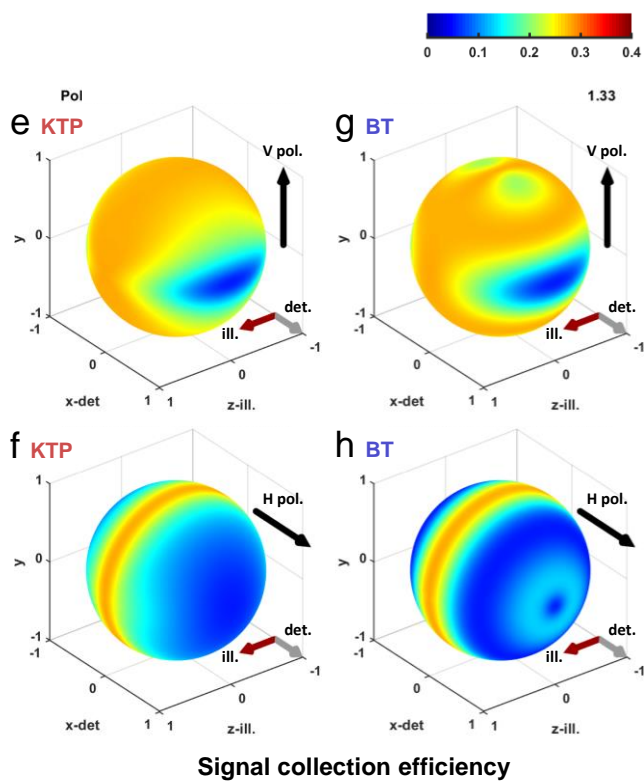 0 0.1 0.2 0.3 0.4
Pol 1.33
e KTP
V pol.
1
0
-1
y
-1
0
1
x-det
1
0
-1
z-ill.
ill.
det.
g BT
V pol.
1
0
-1
y
-1
0
1
x-det
1
0
-1
z-ill.
ill.
det.
f KTP
H pol.
1
0
-1
y
-1
0
1
x-det
1
0
-1
z-ill.
ill.
det.
h BT
H pol.
1
0
-1
y
-1
0
1
x-det
1
0
-1
z-ill.
ill.
det.
Signal collection efficiency